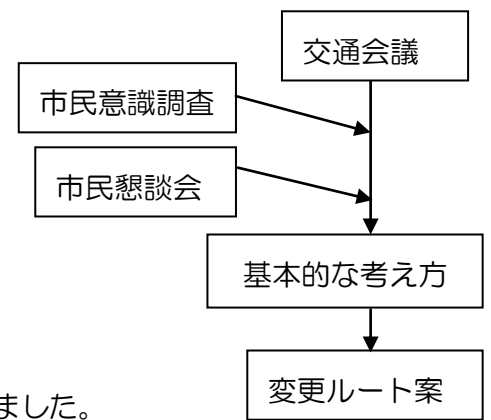 交通会議
市民意識調査
市民懇談会
基本的な考え方
変更ルート案
ました。